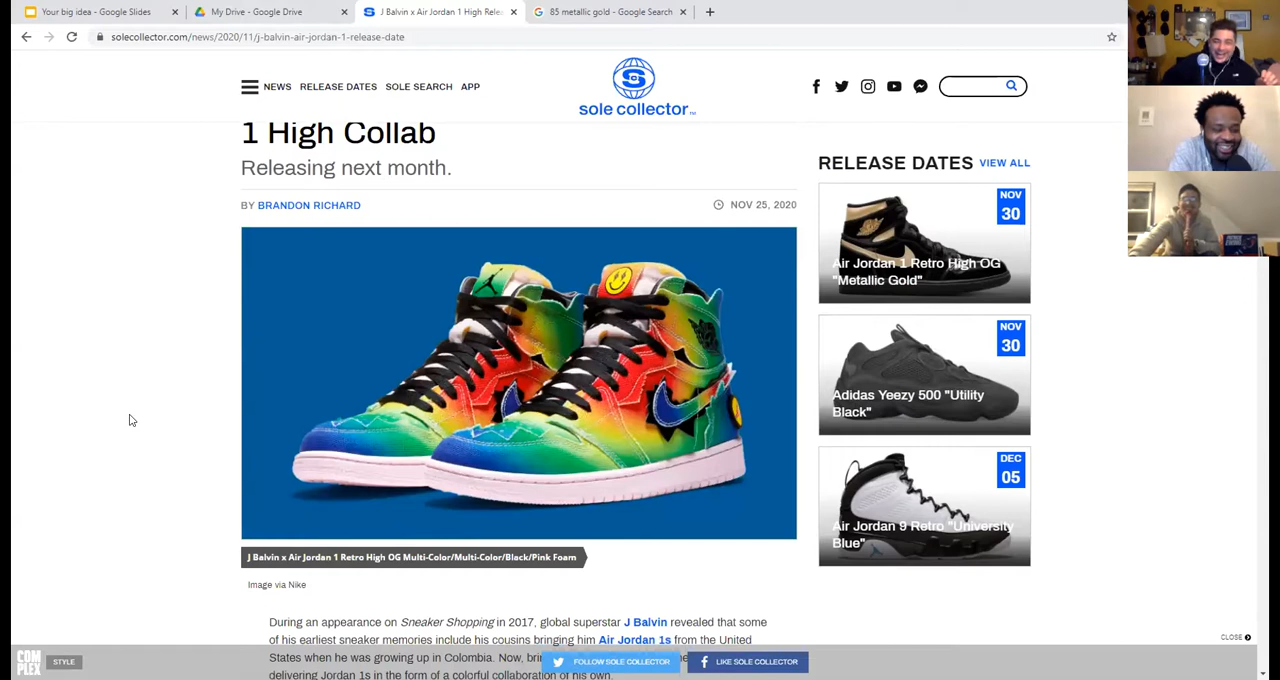 Your big idea - Google Slides
My Drive - Google Drive
J Balvin x Air Jordan 1 High Rele
85 metallic gold - Google Search
solecollector.com/news/2020/11/j-balvin-air-jordan-1-release-date
NEWS RELEASE DATES SOLE SEARCH APP
sole collector
1 High Collab
Releasing next month.
BY BRANDON RICHARD
NOV 25, 2020
J Balvin x Air Jordan 1 Retro High OG Multi-Color/Multi-Color/Black/Pink Foam
Image via Nike
During an appearance on Sneaker Shopping in 2017, global superstar J Balvin revealed that some
of his earliest sneaker memories include his cousins bringing him Air Jordan 1s from the United
States when he was growing up in Colombia. Now,
delivering Jordan 1s in the form of a colorful collaboration of his own.
RELEASE DATES VIEW ALL
NOV
30
Air Jordan 1 Retro High OG
"Metallic Gold"
NOV
30
Adidas Yeezy 500 "Utility
Black"
DEC
05
Air Jordan 9 Retro "University
Blue"
CLOSE
COM
PLEX
STYLE
FOLLOW SOLE COLLECTOR
LIKE SOLE COLLECTOR